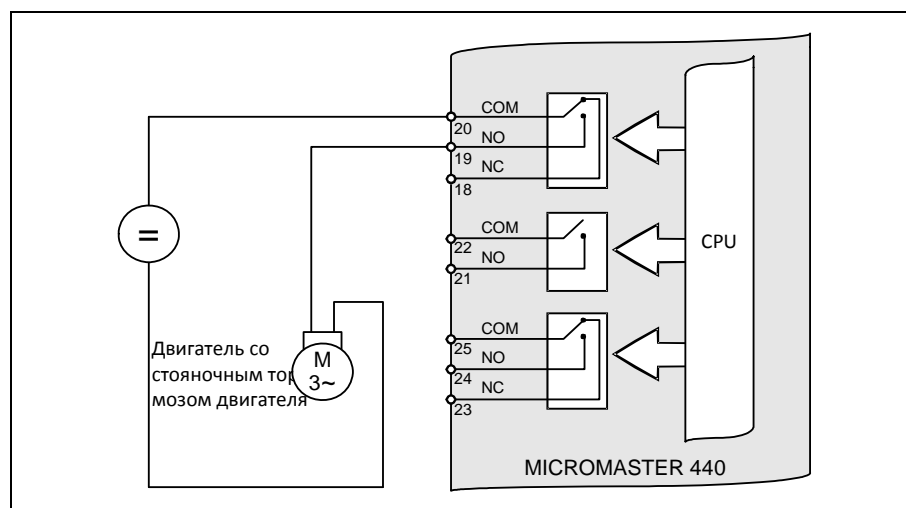 COM
20
NO
19
NC
18
COM
22
NO
21
CPU
COM
25
NO
24
NC
23
=
Двигатель со
стояночным тор
мозом двигателя
M
3~
MICROMASTER 440